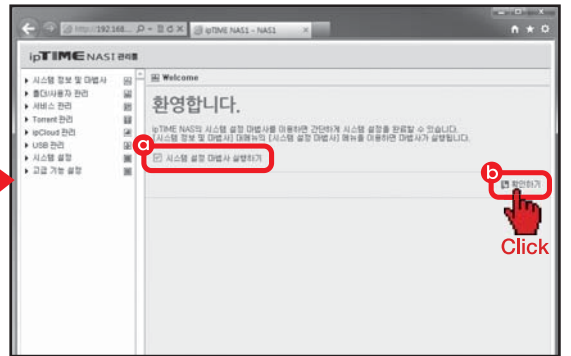 http://192.168...
ipTIME NAS1 - NAS1
ipTIME NASI 관리툴
시스템 정보 및 마법사
폴더/사용자 관리
서비스 관리
Torrent 관리
ipCloud 관리
USB 관리
시스템 설정
고급 기능 설정
Welcome
환영합니다.
ipTIME NAS의 시스템 설정 마법사를 이용하면 간단하게 시스템 설정을 완료할 수 있습니다.
[시스템 정보 및 마법사] 대메뉴의 [시스템 설정 마법사] 메뉴를 이용하면 마법사가 실행됩니다.
a
시스템 설정 마법사 실행하기
b
확인하기
Click